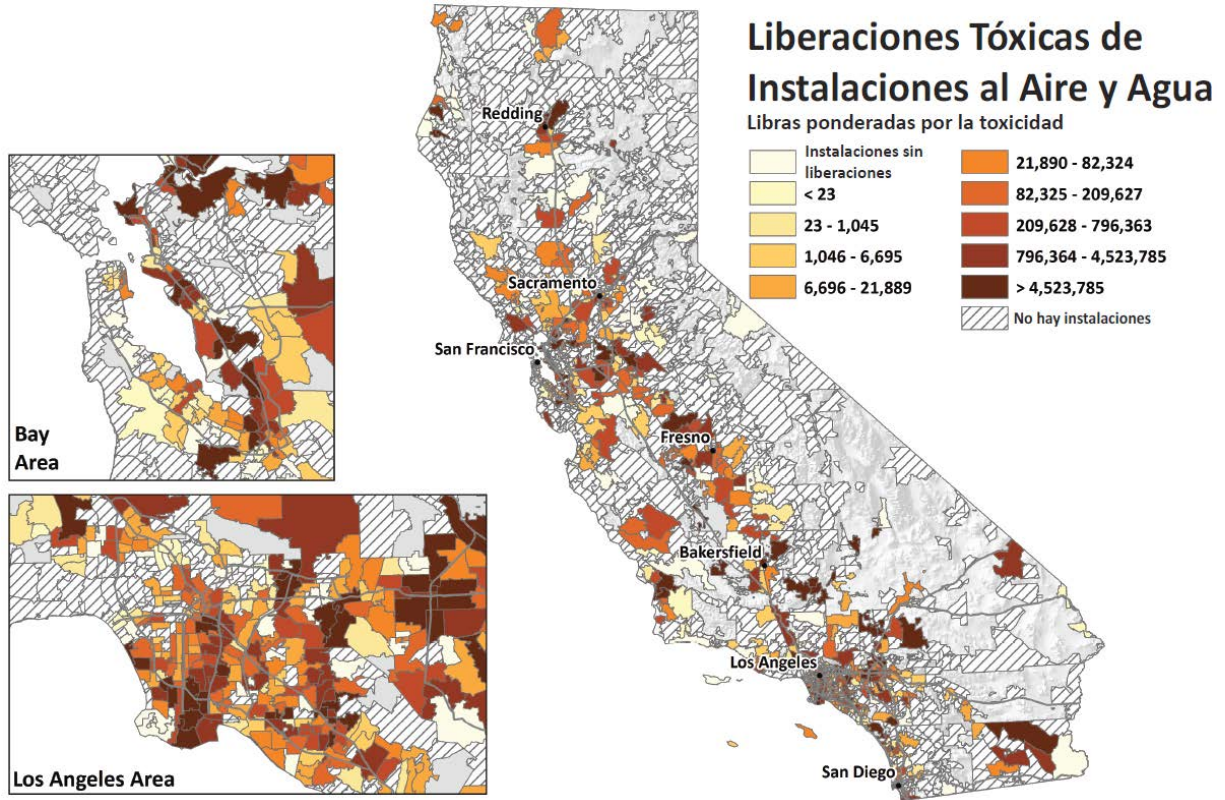 Liberaciones Tóxicas de
Instalaciones al Aire y Agua
Libras ponderadas por la toxicidad
Instalaciones sin
liberaciones
< 23
23 - 1,045
1,046 - 6,695
6,696 - 21,889
21,890 - 82,324
82,325 - 209,627
209,628 - 796,363
796,364 - 4,523,785
> 4,523,785
No hay instalaciones
Redding
Sacramento
San Francisco
Fresno
Bakersfield
Los Angeles
San Diego
Bay
Area
Los Angeles Area